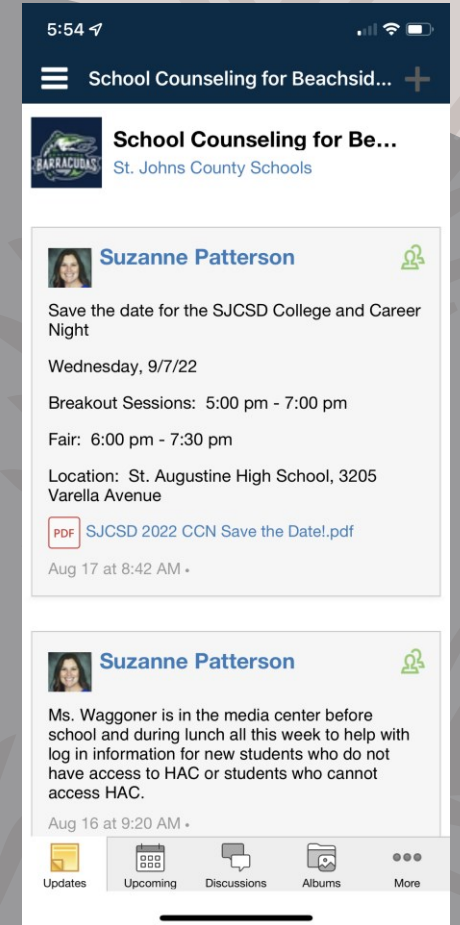 5:54
School Counseling for Beachsid...
BARRACUDAS
School Counseling for Be...
St. Johns County Schools
Suzanne Patterson
Save the date for the SJCSD College and Career
Night
Wednesday, 9/7/22
Breakout Sessions:  5:00 pm - 7:00 pm
Fair:  6:00 pm - 7:30 pm
Location:  St. Augustine High School, 3205
Varella Avenue
PDF SJCSD 2022 CCN Save the Date!.pdf
Aug 17 at 8:42 AM •
Suzanne Patterson
Ms. Waggoner is in the media center before
school and during lunch all this week to help with
log in information for new students who do not
have access to HAC or students who cannot
access HAC.
Aug 16 at 9:20 AM •
Updates Upcoming Discussions Albums More